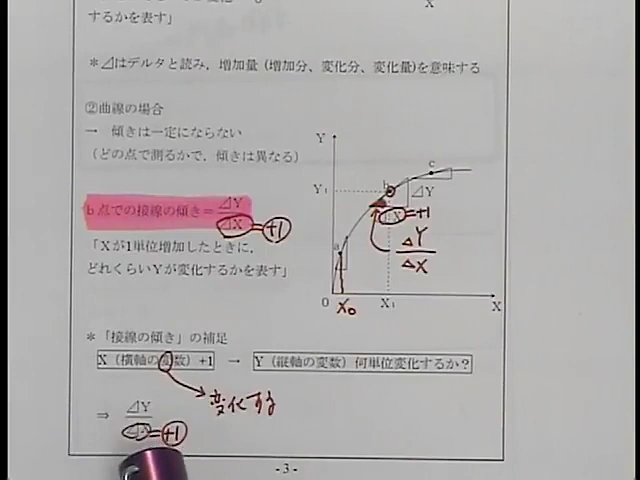 X
するかを表す」
＊⊿はデルタと読み，増加量 (増加分、変化分、変化量)を意味する
②曲線の場合
→ 傾きは一定にならない
（どの点で測るかで，傾きは異なる）
b点での接線の傾き＝⊿Y/⊿X =+1
「Xが1単位増加したときに，
どれくらいYが変化するかを表す」
Y
c
b
Y₁
⊿Y
⊿X =+1
ΔY/ΔX
a
0
X₀
X₁
X
＊「接線の傾き」の補足
X（横軸の変数）+1 → Y（縦軸の変数）何単位変化するか？
変化する
⇒ ⊿Y/⊿X =+1
- 3 -